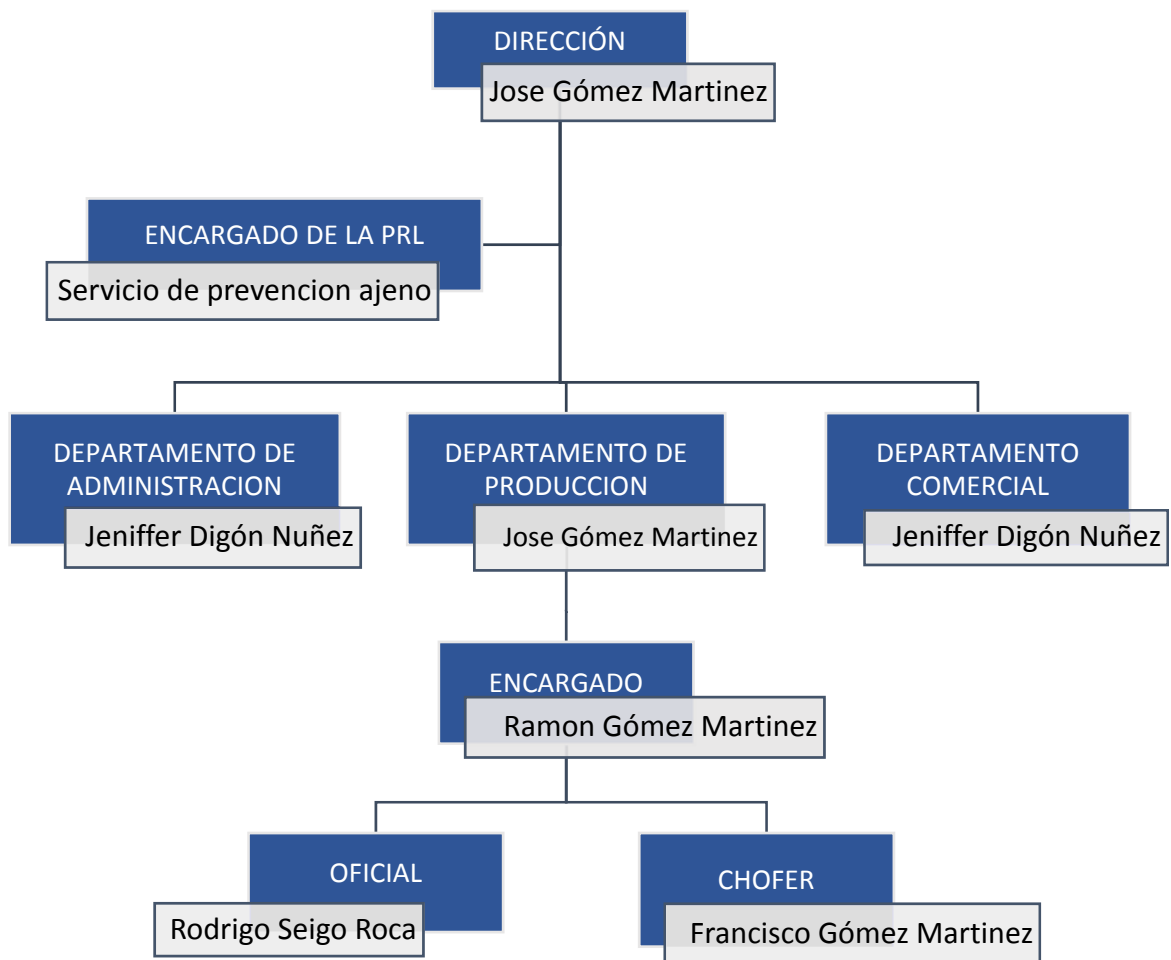 DIRECCIÓN
Jose Gómez Martinez
ENCARGADO DE LA PRL
Servicio de prevencion ajeno
DEPARTAMENTO DE
ADMINISTRACION
Jeniffer Digón Nuñez
DEPARTAMENTO DE
PRODUCCION
Jose Gómez Martinez
DEPARTAMENTO
COMERCIAL
Jeniffer Digón Nuñez
ENCARGADO
Ramon Gómez Martinez
OFICIAL
Rodrigo Seigo Roca
CHOFER
Francisco Gómez Martinez